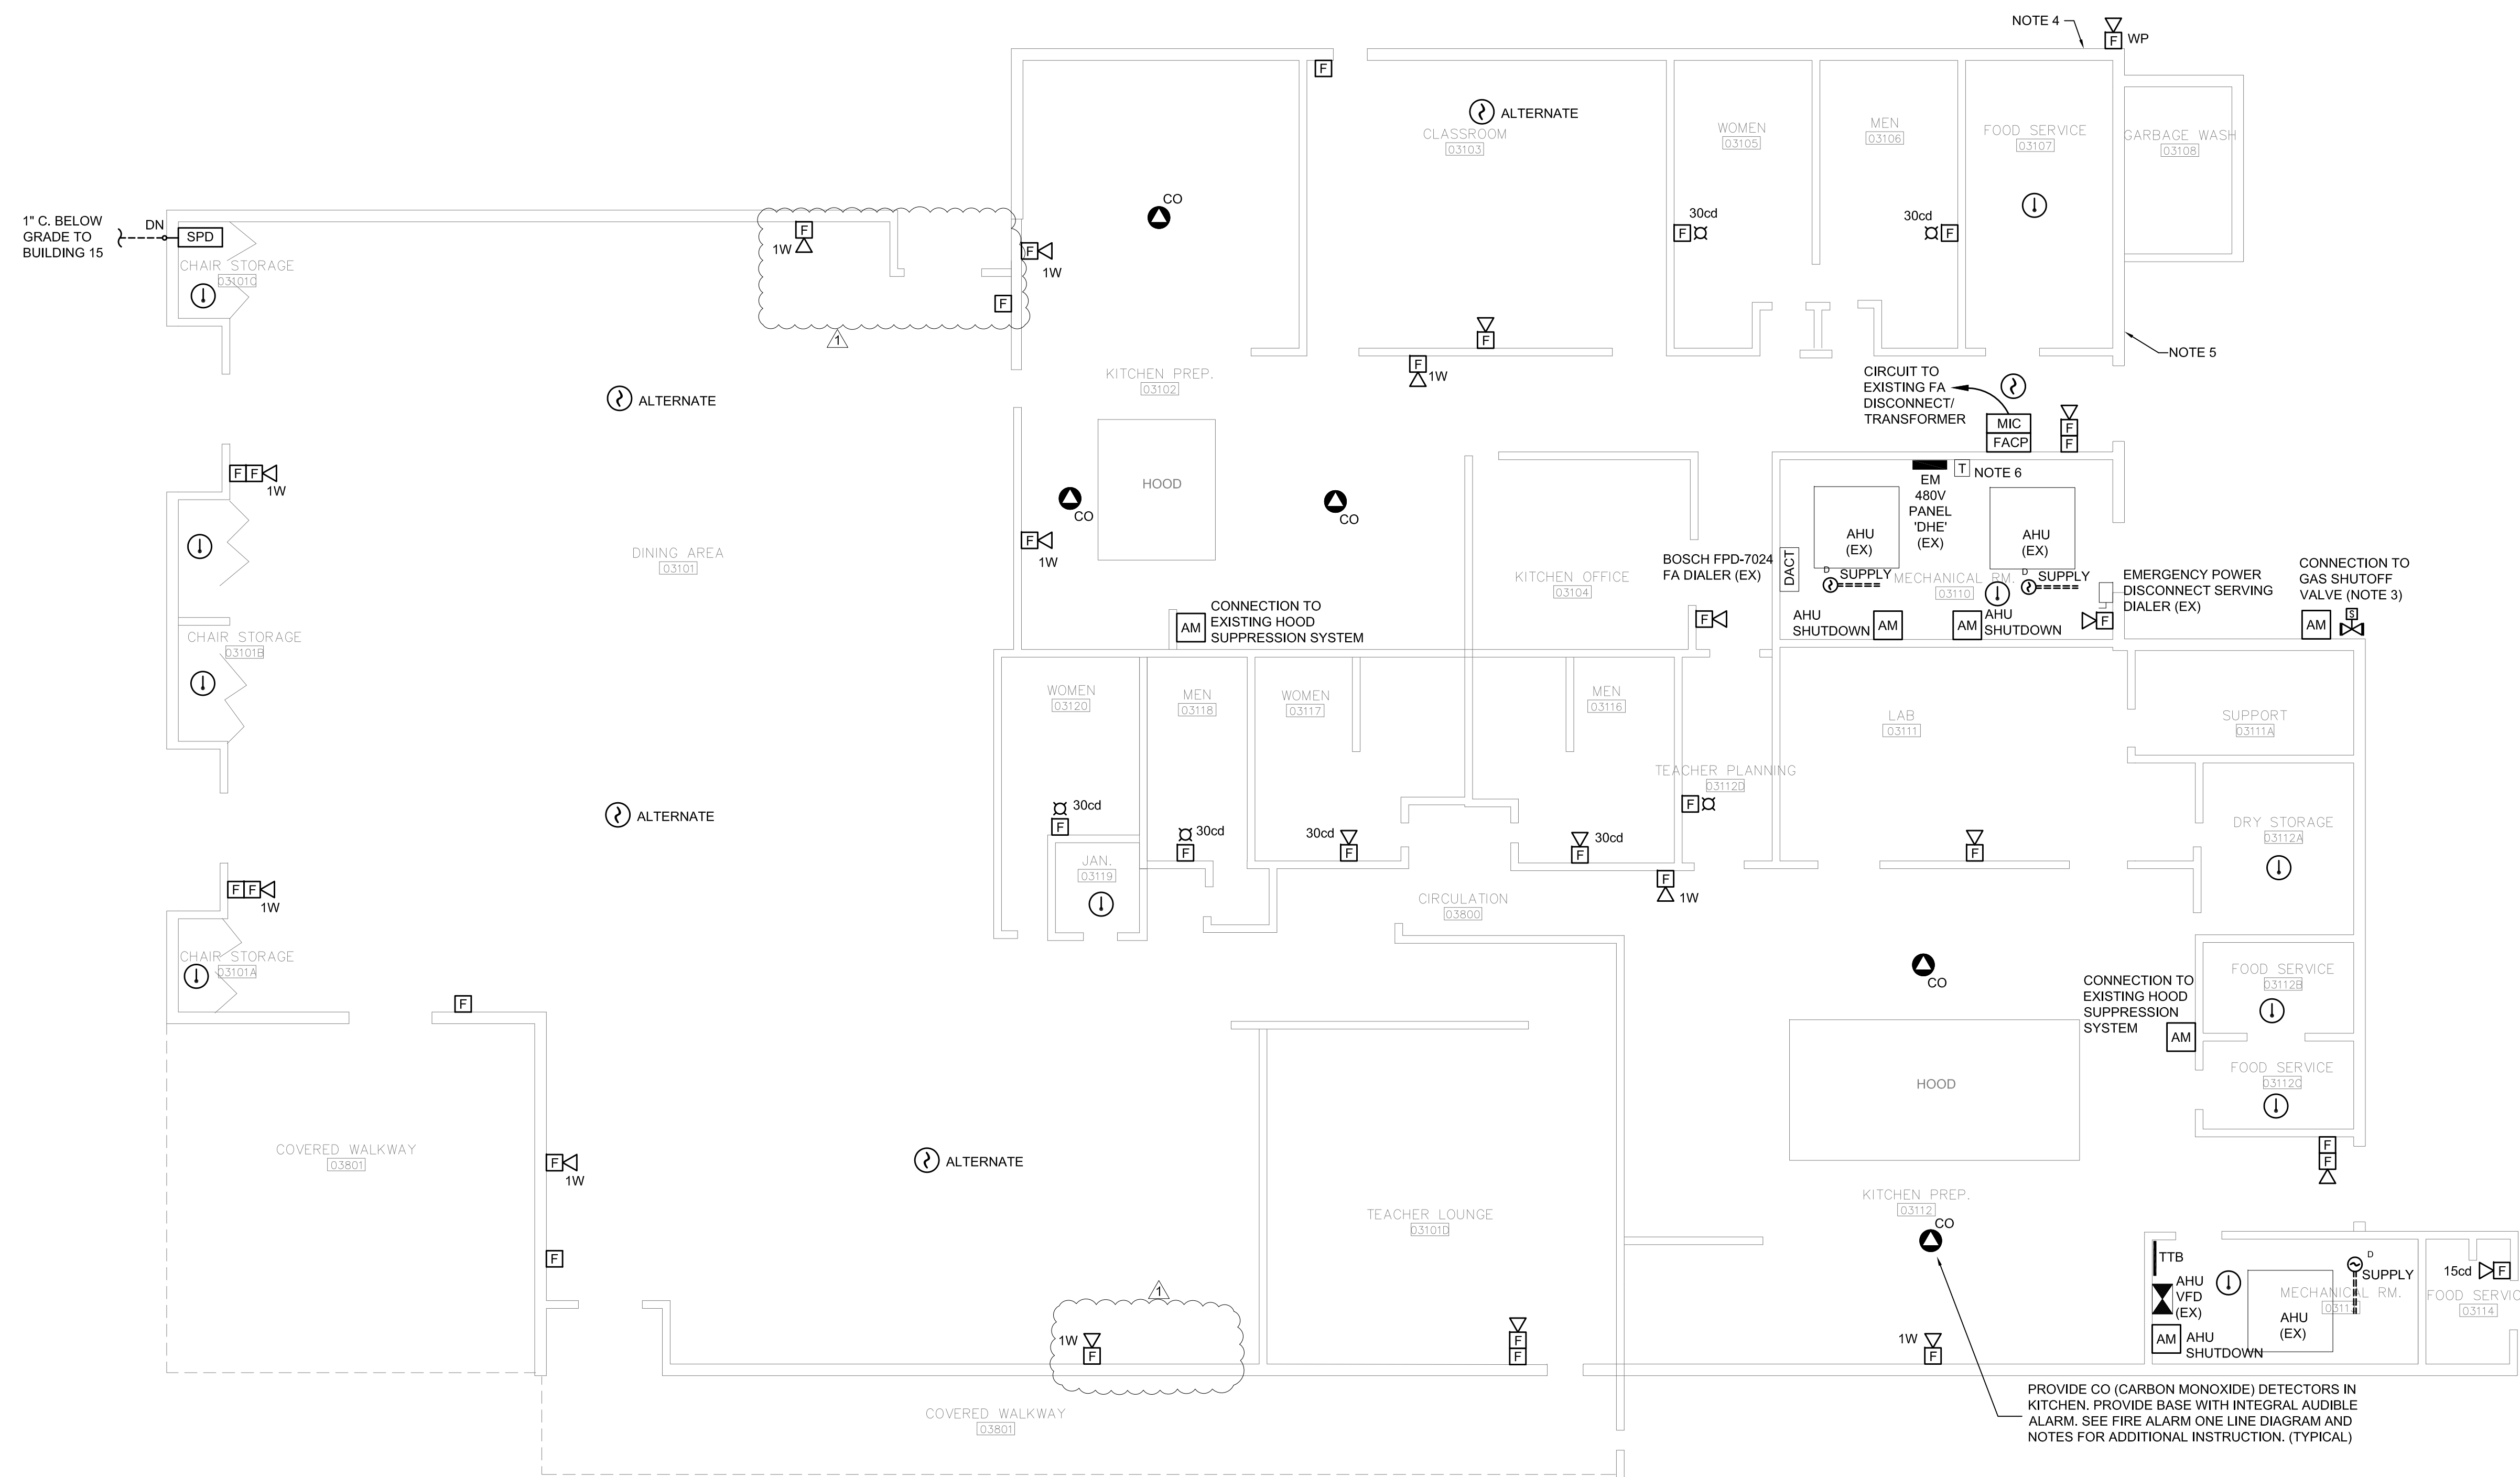 NOTE 4
F
WP
F
ALTERNATE
CLASSROOM
03103
WOMEN
03105
MEN
03106
FOOD SERVICE
03107
GARBAGE WASH
03108
CO
30cd
F
30cd
F
1" C. BELOW
GRADE TO
BUILDING 15
DN
SPD
CHAIR STORAGE
03101C
F
1W
F
1W
F
1
F
F
1W
NOTE 5
KITCHEN PREP.
03102
ALTERNATE
CIRCUIT TO
EXISTING FA
DISCONNECT/
TRANSFORMER
MIC
FACP
F
F
F F
1W
HOOD
CO
CO
T
NOTE 6
EM
480V
PANEL
'DHE'
(EX)
AHU
(EX)
AHU
(EX)
DINING AREA
03101
F
1W
BOSCH FPD-7024
FA DIALER (EX)
DACT
KITCHEN OFFICE
03104
D
SUPPLY
MECHANICAL RM.
03110
D
SUPPLY
EMERGENCY POWER
DISCONNECT SERVING
DIALER (EX)
CONNECTION TO
GAS SHUTOFF
VALVE (NOTE 3)
AM
CONNECTION TO
EXISTING HOOD
SUPPRESSION SYSTEM
F
AHU
SHUTDOWN
AM
AM
AHU
SHUTDOWN
F
AM
S
CHAIR STORAGE
03101B
WOMEN
03120
MEN
03118
WOMEN
03117
MEN
03116
LAB
03111
SUPPORT
03111A
TEACHER PLANNING
03112D
F
ALTERNATE
30cd
F
30cd
F
30cd
F
30cd
F
F
DRY STORAGE
03112A
JAN.
03119
F F
1W
F
1W
CIRCULATION
03800
CHAIR STORAGE
03101A
F
CO
CONNECTION TO
EXISTING HOOD
SUPPRESSION
SYSTEM
AM
FOOD SERVICE
03112B
FOOD SERVICE
03112C
HOOD
COVERED WALKWAY
03801
F
1W
ALTERNATE
F
F
TEACHER LOUNGE
03101D
KITCHEN PREP.
03112
CO
F
TTB
AHU
VFD
(EX)
D
SUPPLY
MECHANICAL RM.
AHU
(EX)
15cd
F
03114
AM
AHU
SHUTDOWN
1
1W
F
F
F
1W
F
COVERED WALKWAY
03801
PROVIDE CO (CARBON MONOXIDE) DETECTORS IN
KITCHEN. PROVIDE BASE WITH INTEGRAL AUDIBLE
ALARM. SEE FIRE ALARM ONE LINE DIAGRAM AND
NOTES FOR ADDITIONAL INSTRUCTION. (TYPICAL)